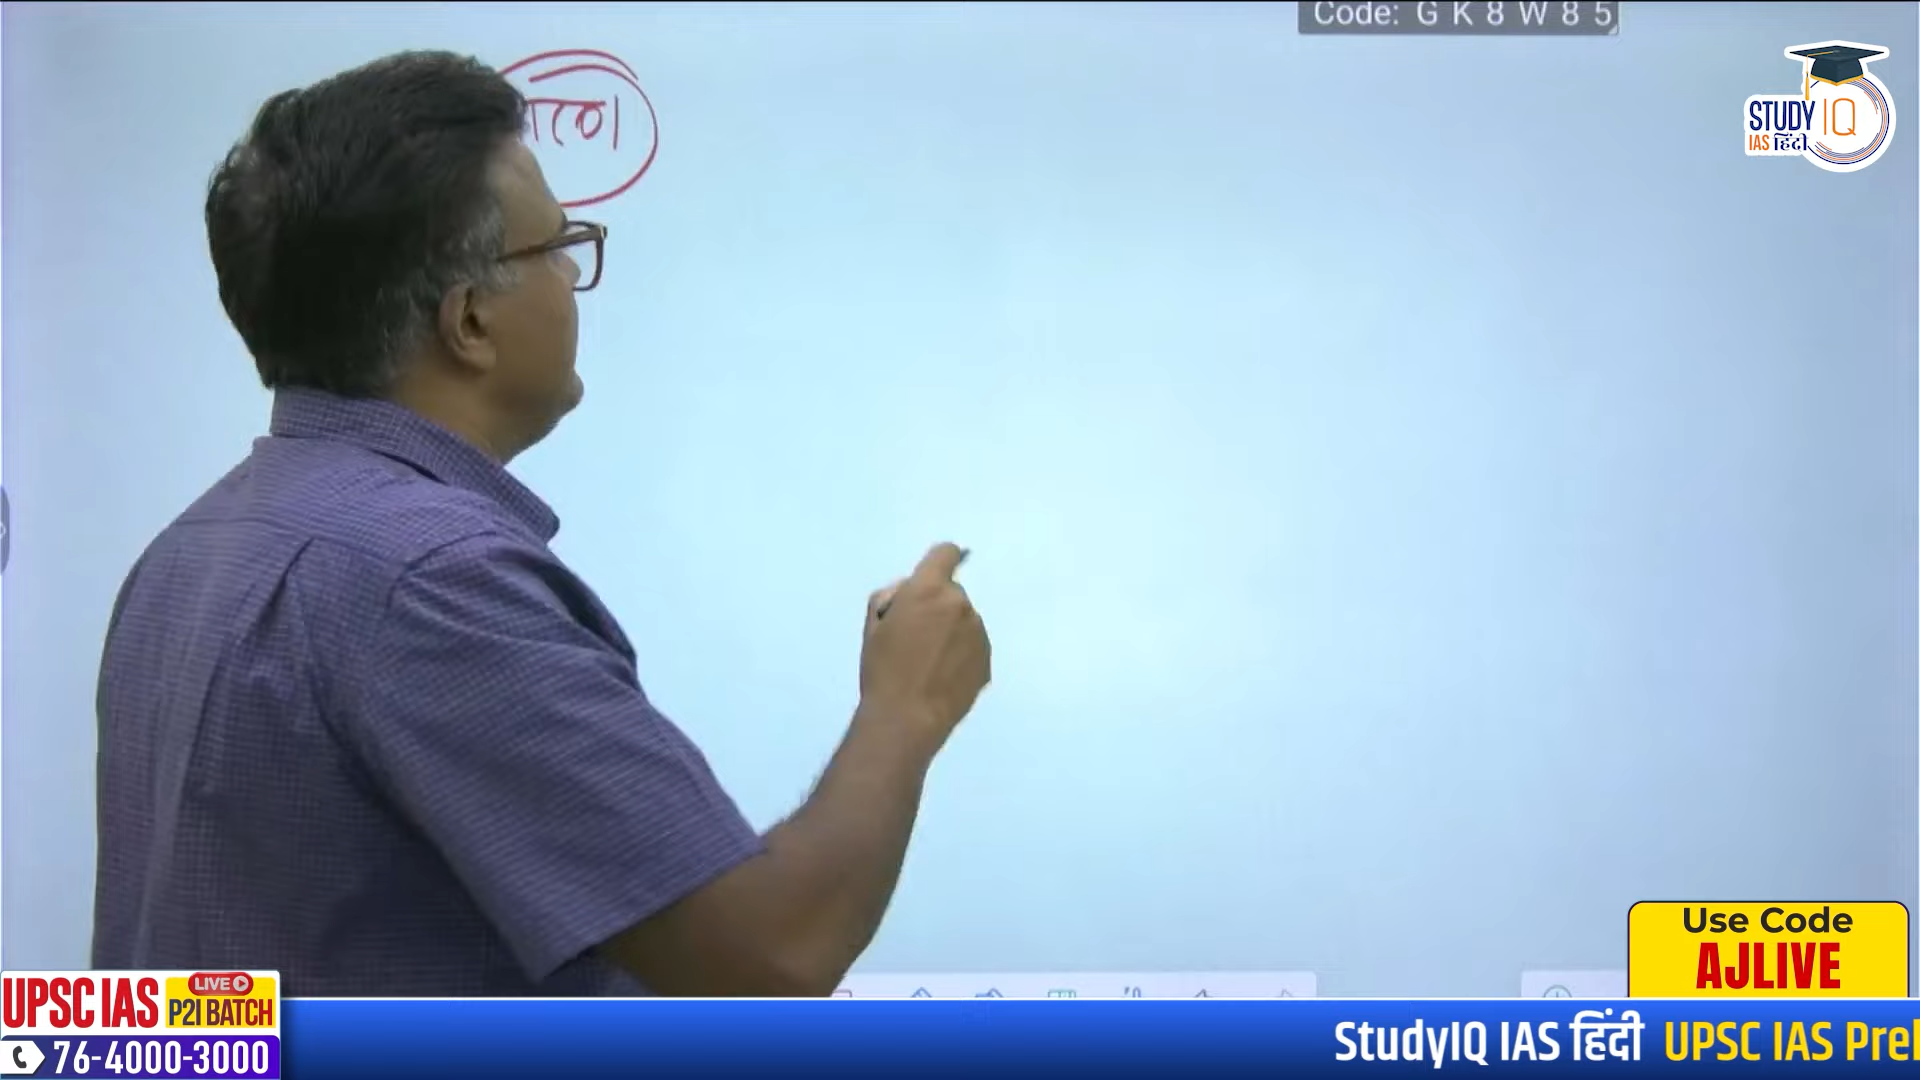 Code: G K 8 W 8 5
STUDY IQ
IAS हिंदी
Use Code
AJLIVE
UPSC IAS
LIVE
P2I BATCH
76-4000-3000
StudyIQ IAS हिंदी UPSC IAS Prel